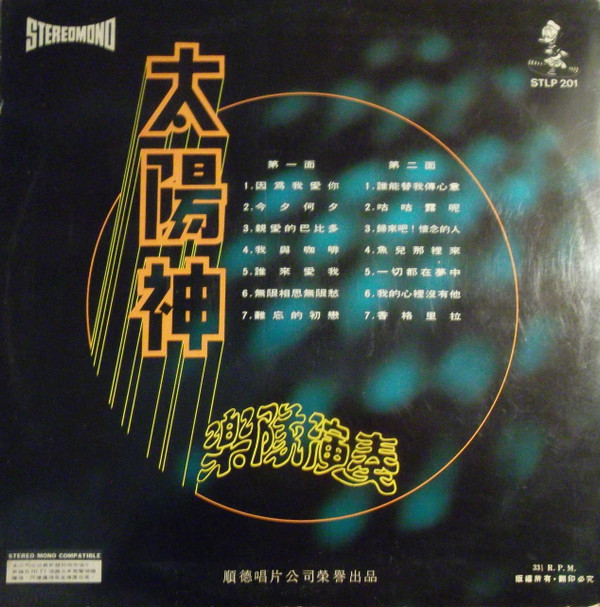 STEREOMONO
STLP 201
太陽神
第一面
1.因爲我愛你
2.今夕何夕
3.親愛的巴比多
4.我與咖啡
5.誰來愛我
6.無限相思無限愁
7.難忘的初戀
第二面
1.誰能替我傳心意
2.咕咕露呢
3.歸來吧！懷念的人
4.魚兒那裡來
5.一切都在夢中
6.我的心裡沒有他
7.香格里拉
樂隊演奏
STEREO MONO COMPATIBLE
順德唱片公司榮譽出品
33⅓ R.P.M.
版權所有·翻印必究